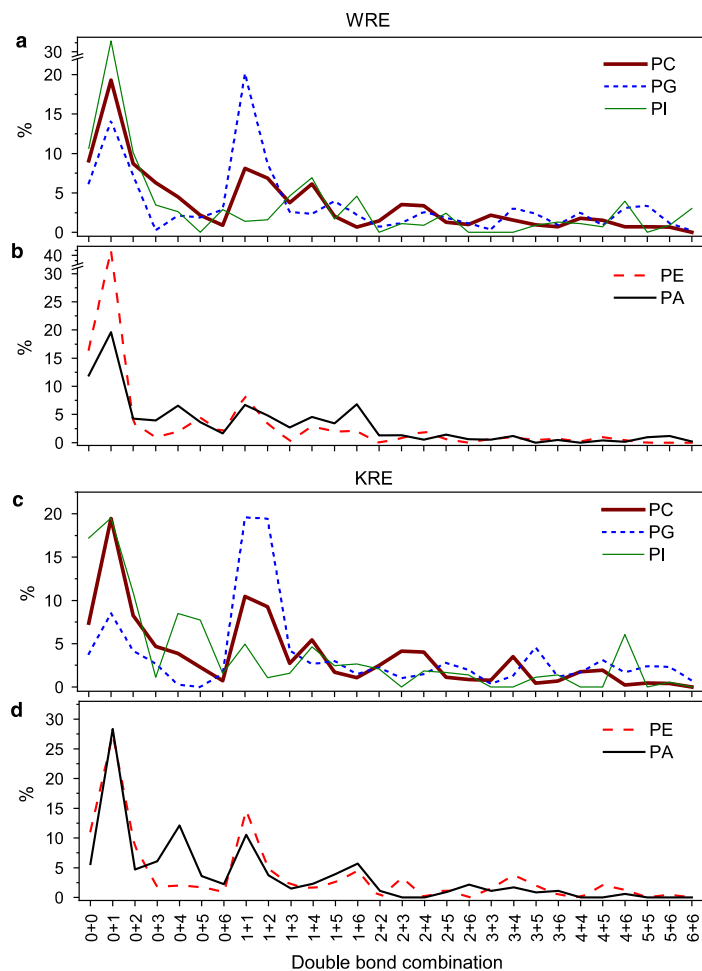 WRE
a
30
20
15
10
5
0
%
PC
PG
PI
b
40
30
20
15
10
5
0
%
PE
PA
KRE
c
20
15
10
5
0
%
PC
PG
PI
d
30
25
20
15
10
5
0
%
PE
PA
0+0 0+1 0+2 0+3 0+4 0+5 0+6 1+1 1+2 1+3 1+4 1+5 1+6 2+2 2+3 2+4 2+5 2+6 3+3 3+4 3+5 3+6 4+4 4+5 4+6 5+5 5+6 6+6
Double bond combination